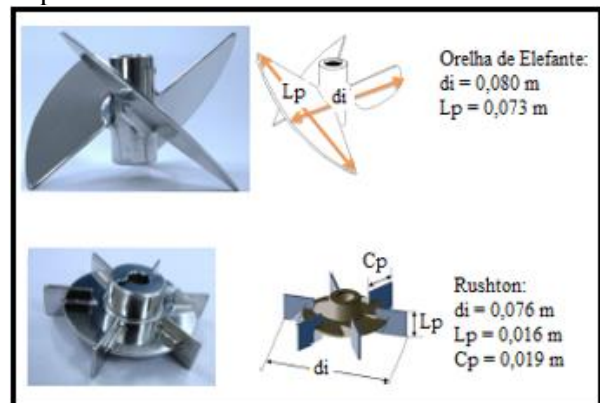 Orelha de Elefante:
di = 0,080 m
Lp = 0,073 m
Lp
di
Rushton:
di = 0,076 m
Lp = 0,016 m
Cp = 0,019 m
Cp
Lp
di